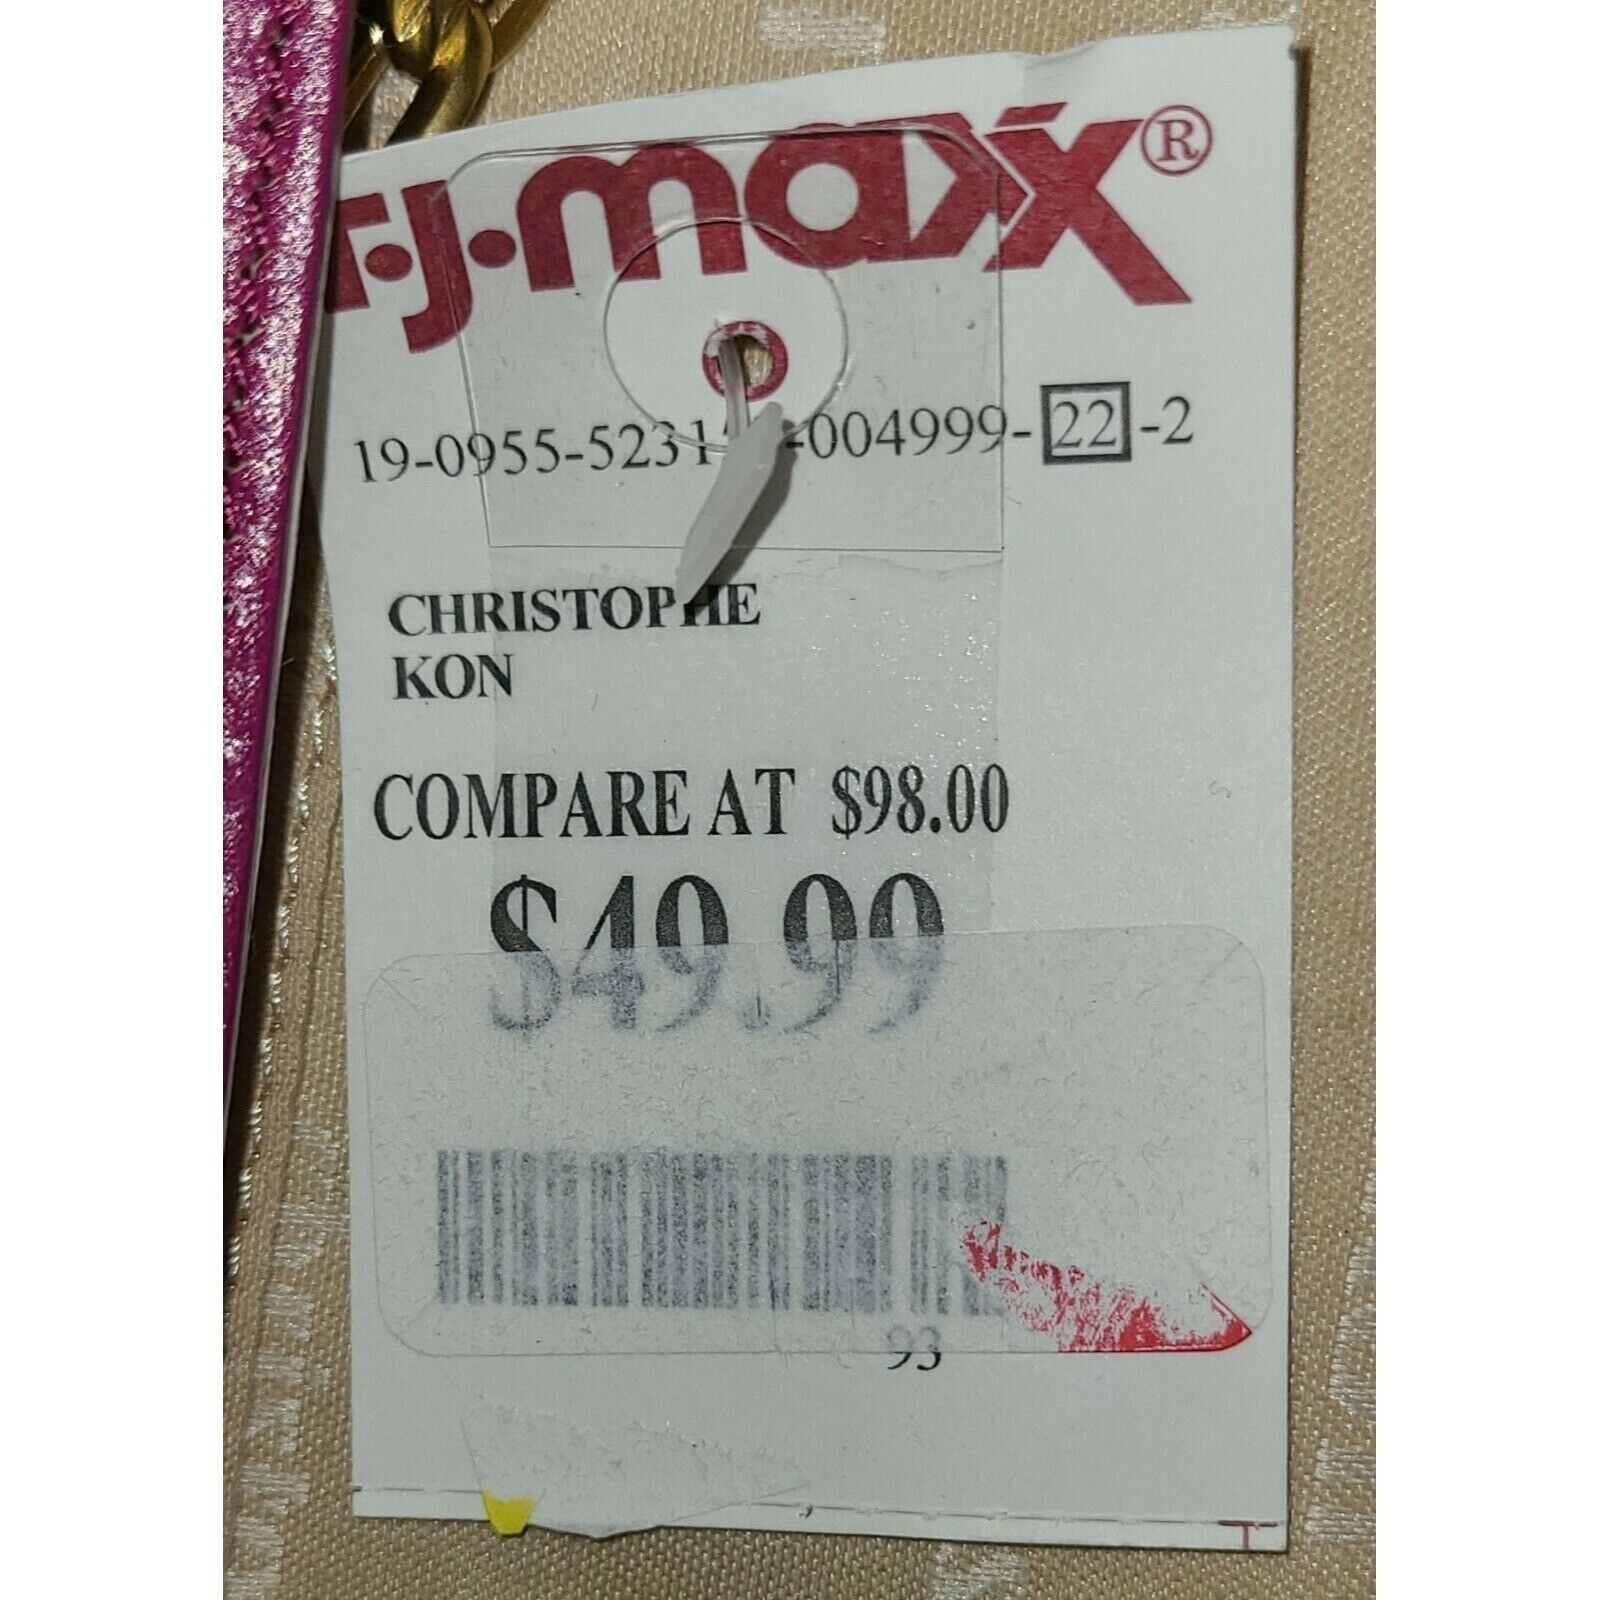 T·J·maxx®
19-0955-5231 -004999-22-2
CHRISTOPHE
KON
COMPARE AT $98.00
$49.99
93